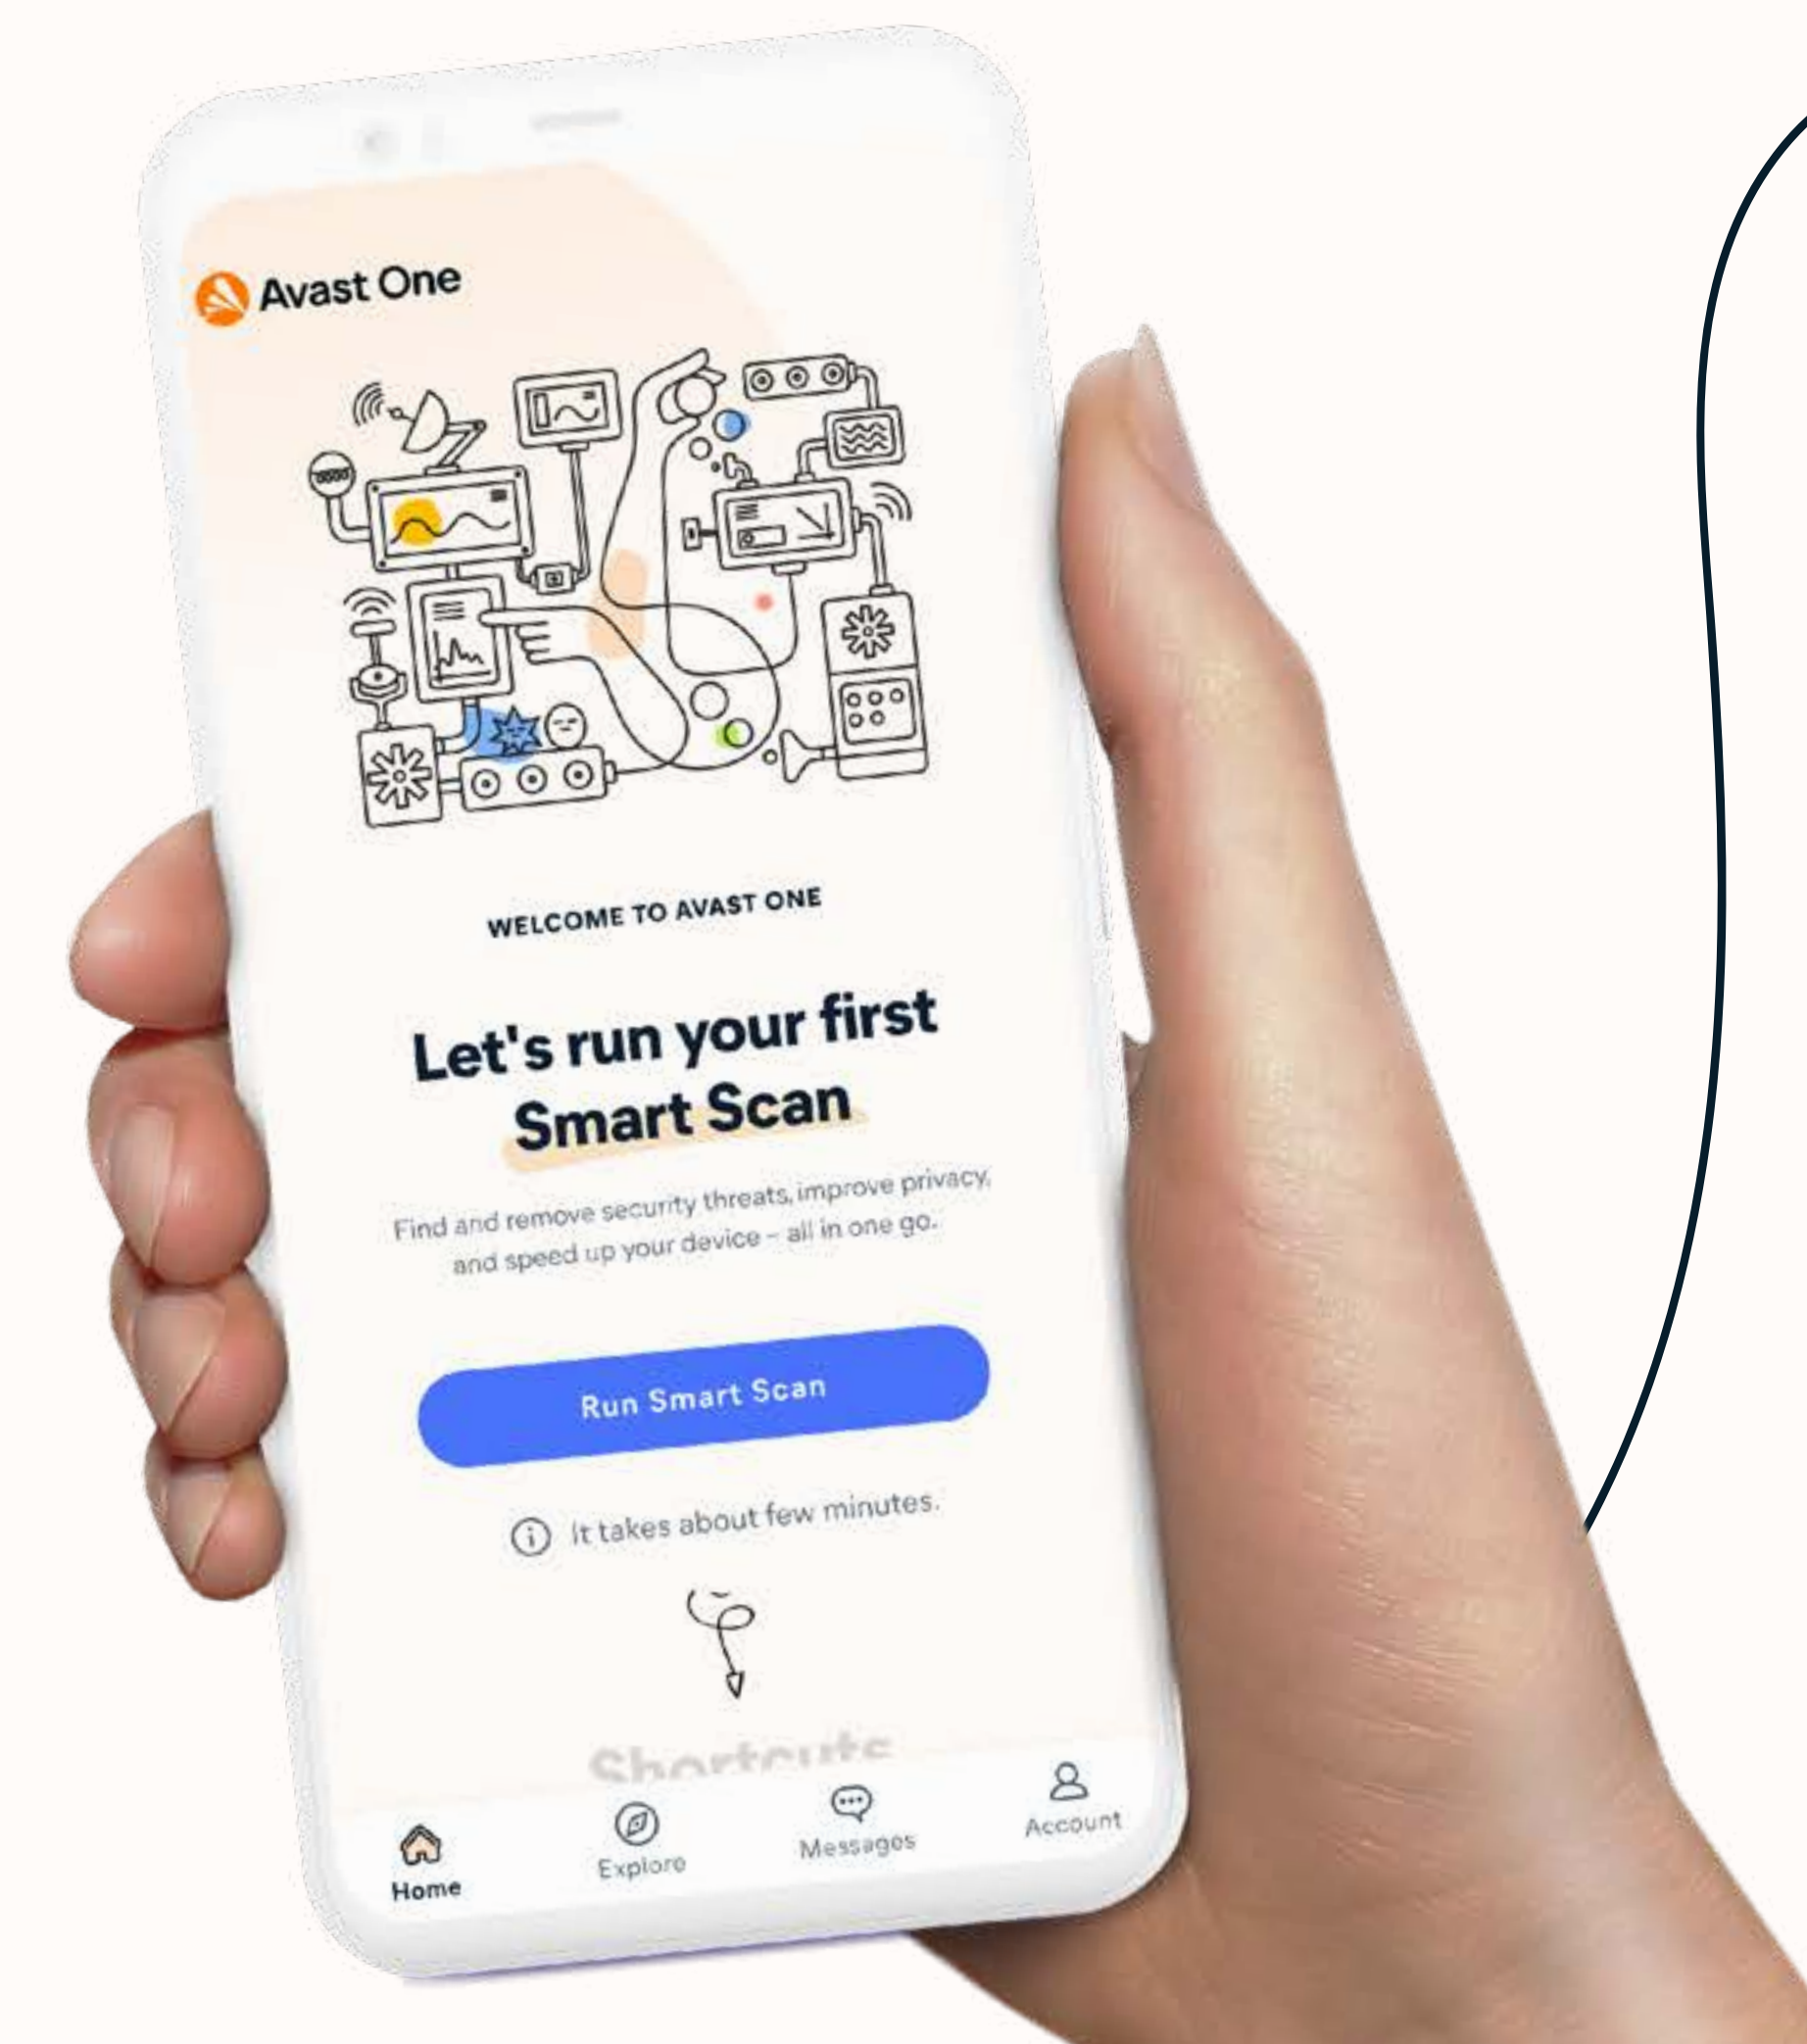 Avast One
WELCOME TO AVAST ONE
Let's run your first
Smart Scan
Find and remove security threats, improve privacy,
and speed up your device – all in one go.
Run Smart Scan
It takes about few minutes.
Shortcuts
Home
Explore
Messages
Account